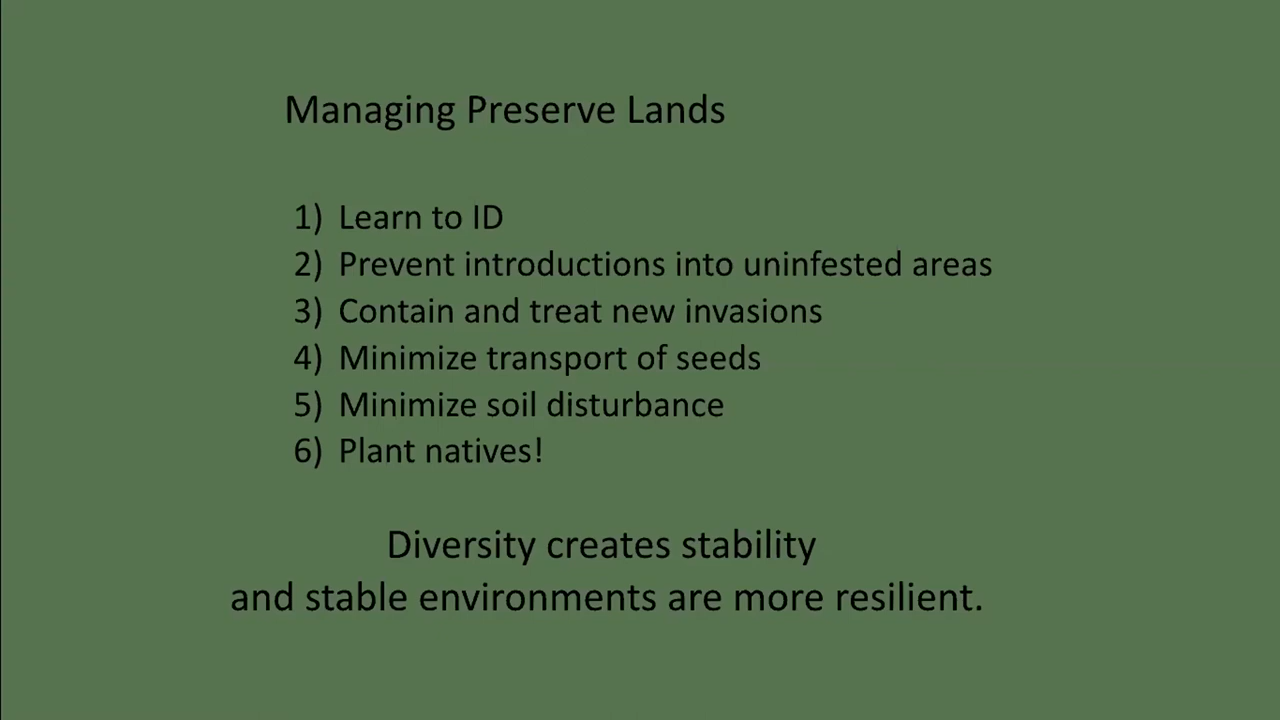 Managing Preserve Lands
1) Learn to ID
2) Prevent introductions into uninfested areas
3) Contain and treat new invasions
4) Minimize transport of seeds
5) Minimize soil disturbance
6) Plant natives!
Diversity creates stability
and stable environments are more resilient.